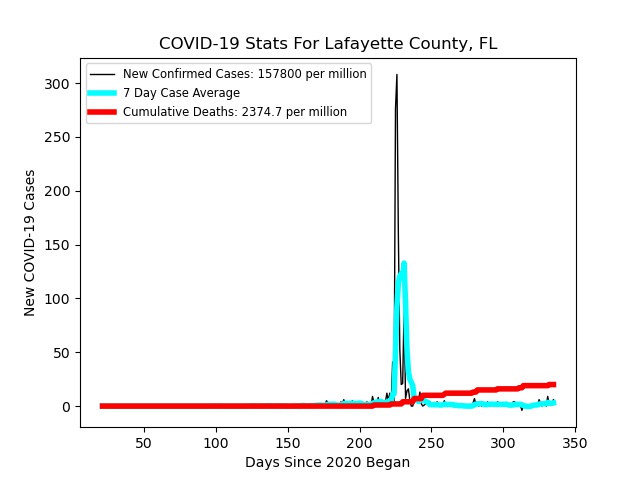 COVID-19 Stats For Lafayette County, FL
New Confirmed Cases: 157800 per million
7 Day Case Average
Cumulative Deaths: 2374.7 per million
New COVID-19 Cases
300
250
200
150
100
50
0
50
100
150
200
250
300
350
Days Since 2020 Began